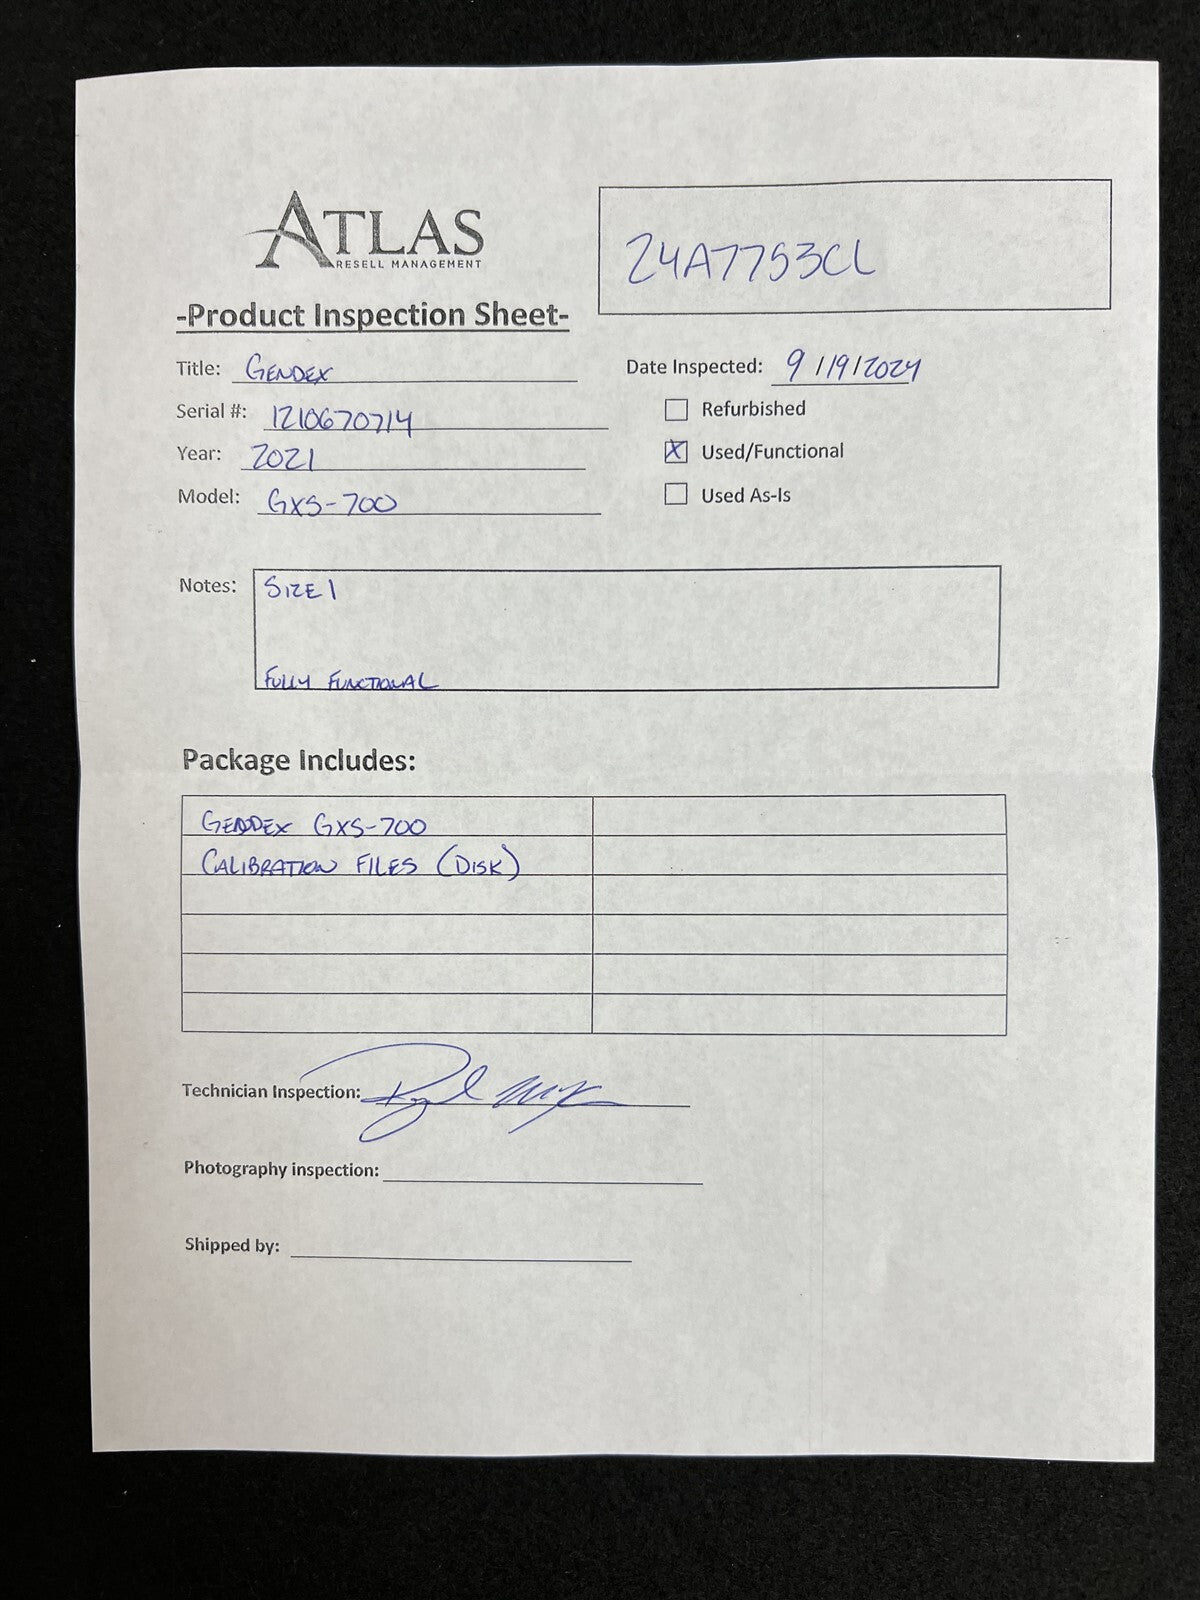 ATLAS
RESELL MANAGEMENT
24A7753CL
-Product Inspection Sheet-
Title: GENDEX
Date Inspected: 9/19/2024
Serial #: 1210670714
Refurbished
Year: 2021
X Used/Functional
Model: GXS-700
Used As-Is
Notes: SIZE 1
FULLY FUNCTIONAL
Package Includes:
GENDEX GXS-700
CALIBRATION FILES (DISK)
Technician Inspection:
Photography inspection:
Shipped by: